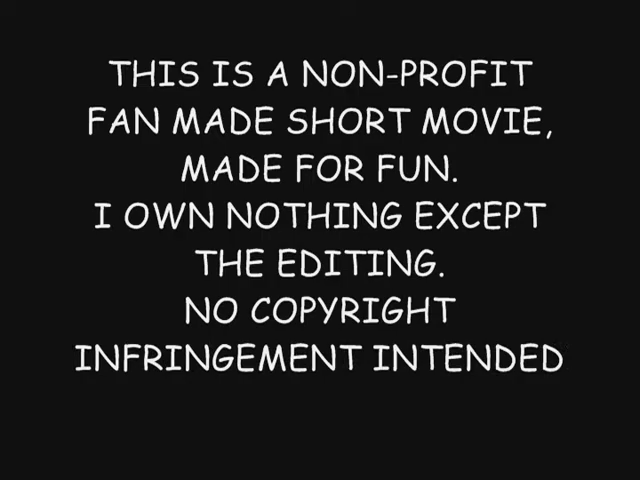 THIS IS A NON-PROFIT
FAN MADE SHORT MOVIE,
MADE FOR FUN.
I OWN NOTHING EXCEPT
THE EDITING.
NO COPYRIGHT
INFRINGEMENT INTENDED